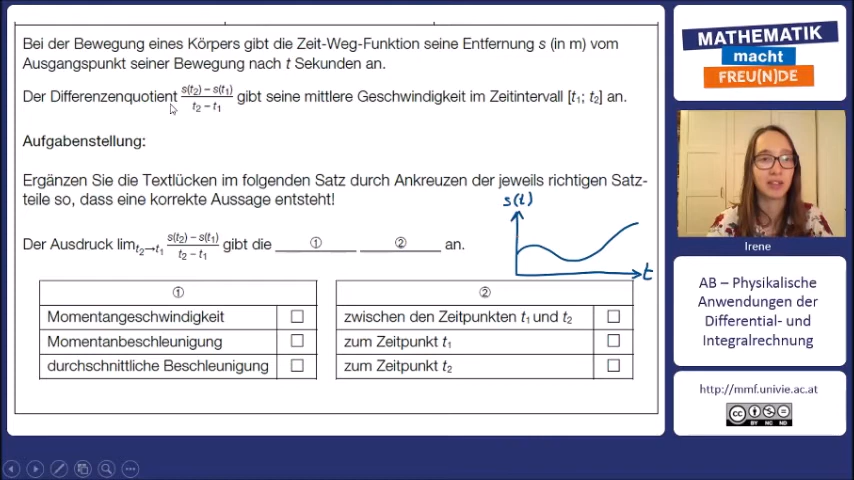 Bei der Bewegung eines Körpers gibt die Zeit-Weg-Funktion seine Entfernung s (in m) vom
Ausgangspunkt seiner Bewegung nach t Sekunden an.
Der Differenzenquotient s(t₂) – s(t₁) / t₂ – t₁ gibt seine mittlere Geschwindigkeit im Zeitintervall [t₁; t₂] an.
Aufgabenstellung:
Ergänzen Sie die Textlücken im folgenden Satz durch Ankreuzen der jeweils richtigen Satz-
teile so, dass eine korrekte Aussage entsteht!
s(t)
t
Der Ausdruck lim t₂→t₁ s(t₂) – s(t₁) / t₂ – t₁ gibt die ① ② an.
①
Momentangeschwindigkeit
Momentanbeschleunigung
durchschnittliche Beschleunigung
②
zwischen den Zeitpunkten t₁ und t₂
zum Zeitpunkt t₁
zum Zeitpunkt t₂
MATHEMATIK
macht
FREU(N)DE
Irene
AB – Physikalische
Anwendungen der
Differential- und
Integralrechnung
http://mmf.univie.ac.at
cc
BY NC ND